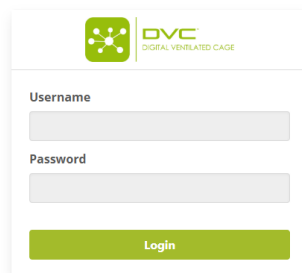 DVC
DIGITAL VENTILATED CAGE
Username
Password
Login